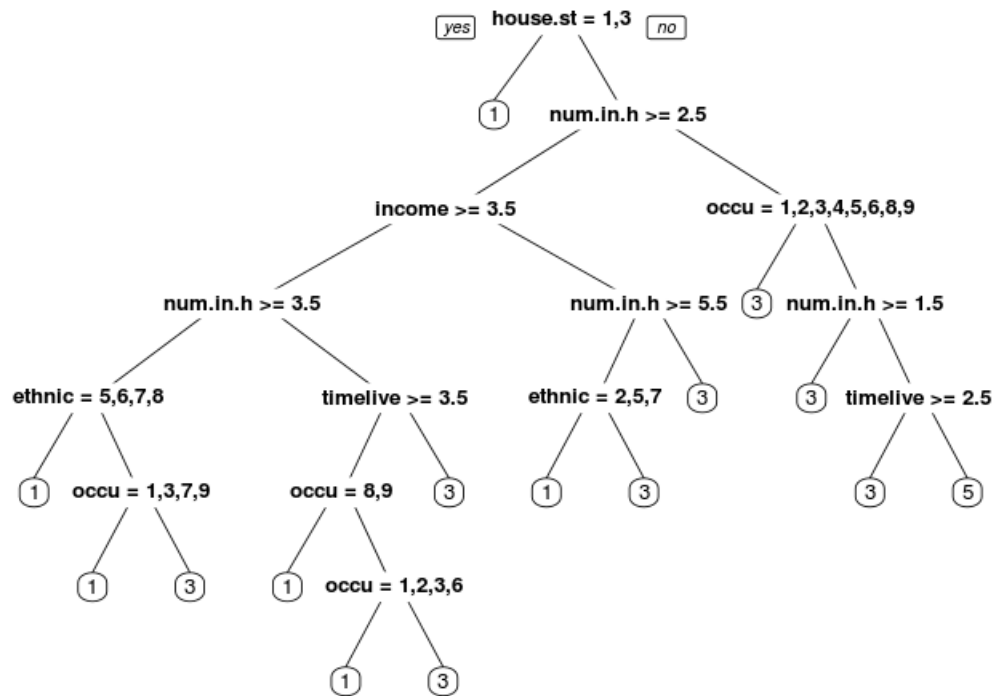 yes house.st = 1,3 no
1 num.in.h >= 2.5
income >= 3.5 occu = 1,2,3,4,5,6,8,9
num.in.h >= 3.5 num.in.h >= 5.5 3 num.in.h >= 1.5
ethnic = 5,6,7,8 timelive >= 3.5 ethnic = 2,5,7 3 3 timelive >= 2.5
1 occu = 1,3,7,9 occu = 8,9 3 1 3 3 5
1 3 1 occu = 1,2,3,6
1 3